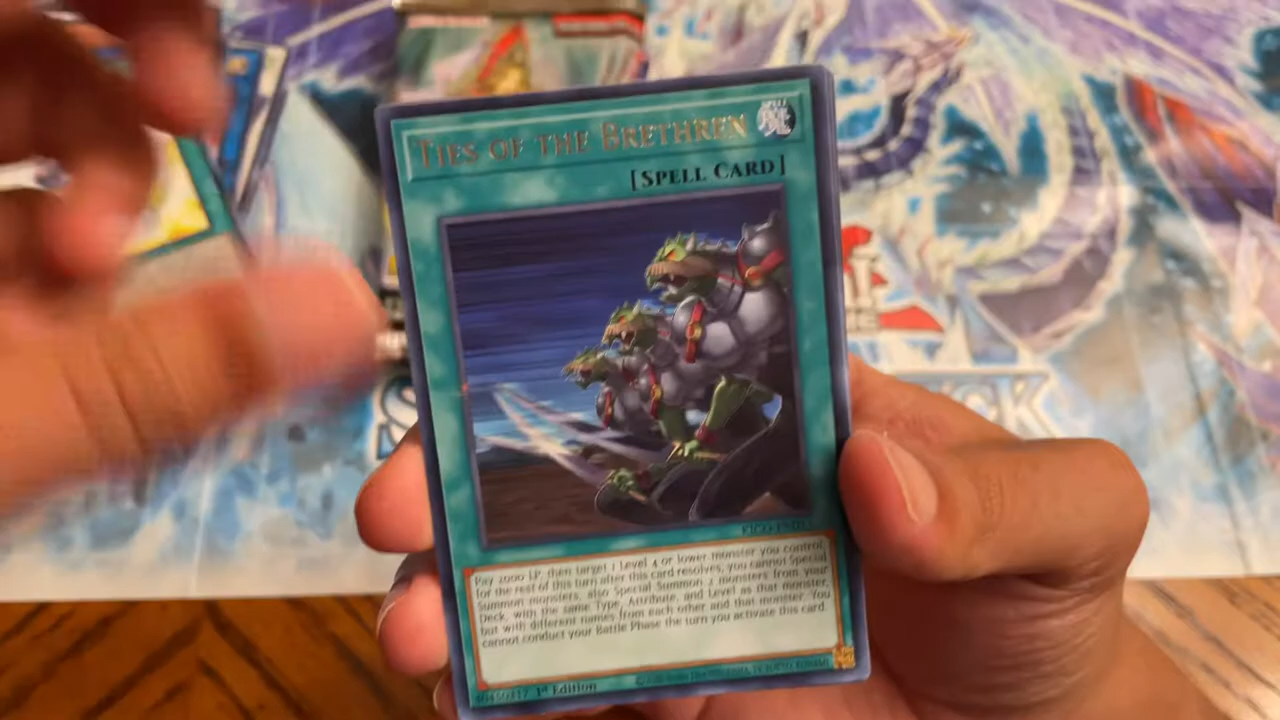 TIES OF THE BRETHREN
[SPELL CARD]
Pay 2000 LP, then target 1 Level 4 or lower monster you control;
for the rest of this turn after this card resolves, you cannot Special
Summon monsters, also Special Summon 2 monsters from your
Deck, with the same Type, Attribute, and Level as that monster,
but with different names from each other and that monster. You
cannot conduct your Battle Phase the turn you activate this card.
1st Edition